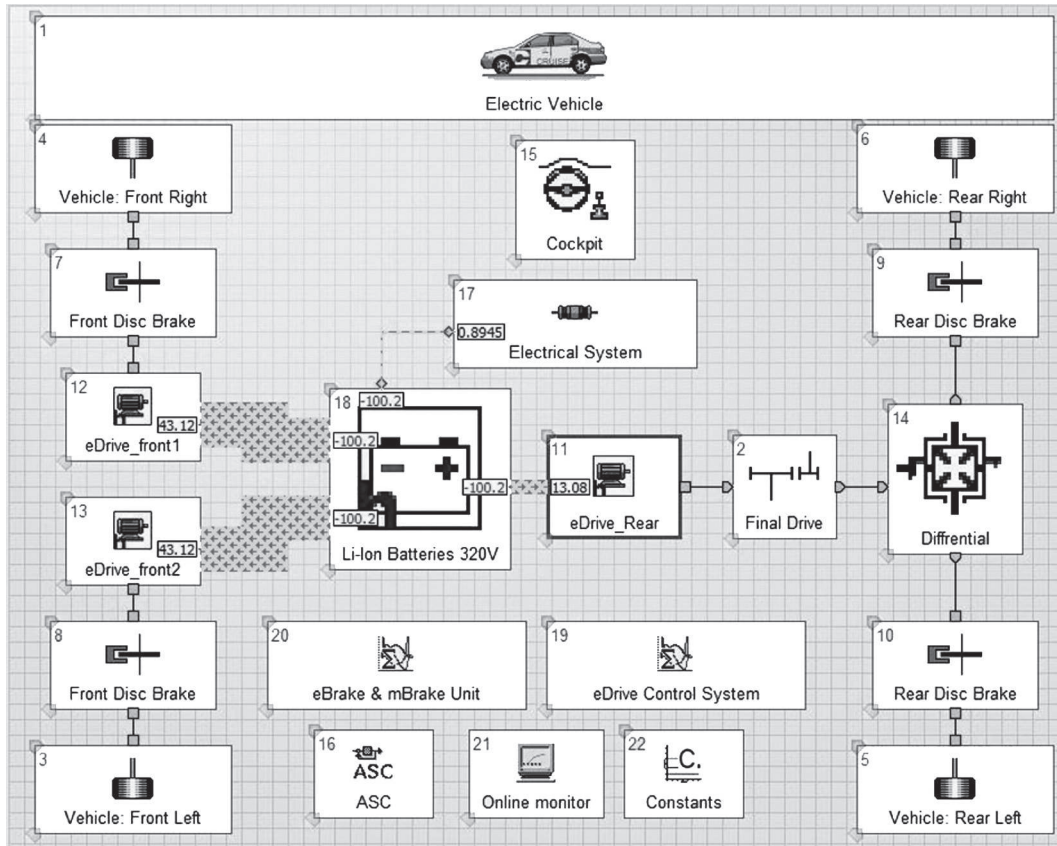 1
CRUISE
Electric Vehicle
4
Vehicle: Front Right
15
Cockpit
6
Vehicle: Rear Right
7
Front Disc Brake
17
0.8945
Electrical System
9
Rear Disc Brake
12
43.12
eDrive_front1
18
-100.2
-100.2
-100.2
-100.2
Li-Ion Batteries 320V
11
13.08
eDrive_Rear
2
Final Drive
14
Diffrential
13
43.12
eDrive_front2
8
Front Disc Brake
20
eBrake & mBrake Unit
19
eDrive Control System
10
Rear Disc Brake
3
Vehicle: Front Left
16
ASC
ASC
21
Online monitor
22
C.
Constants
5
Vehicle: Rear Left